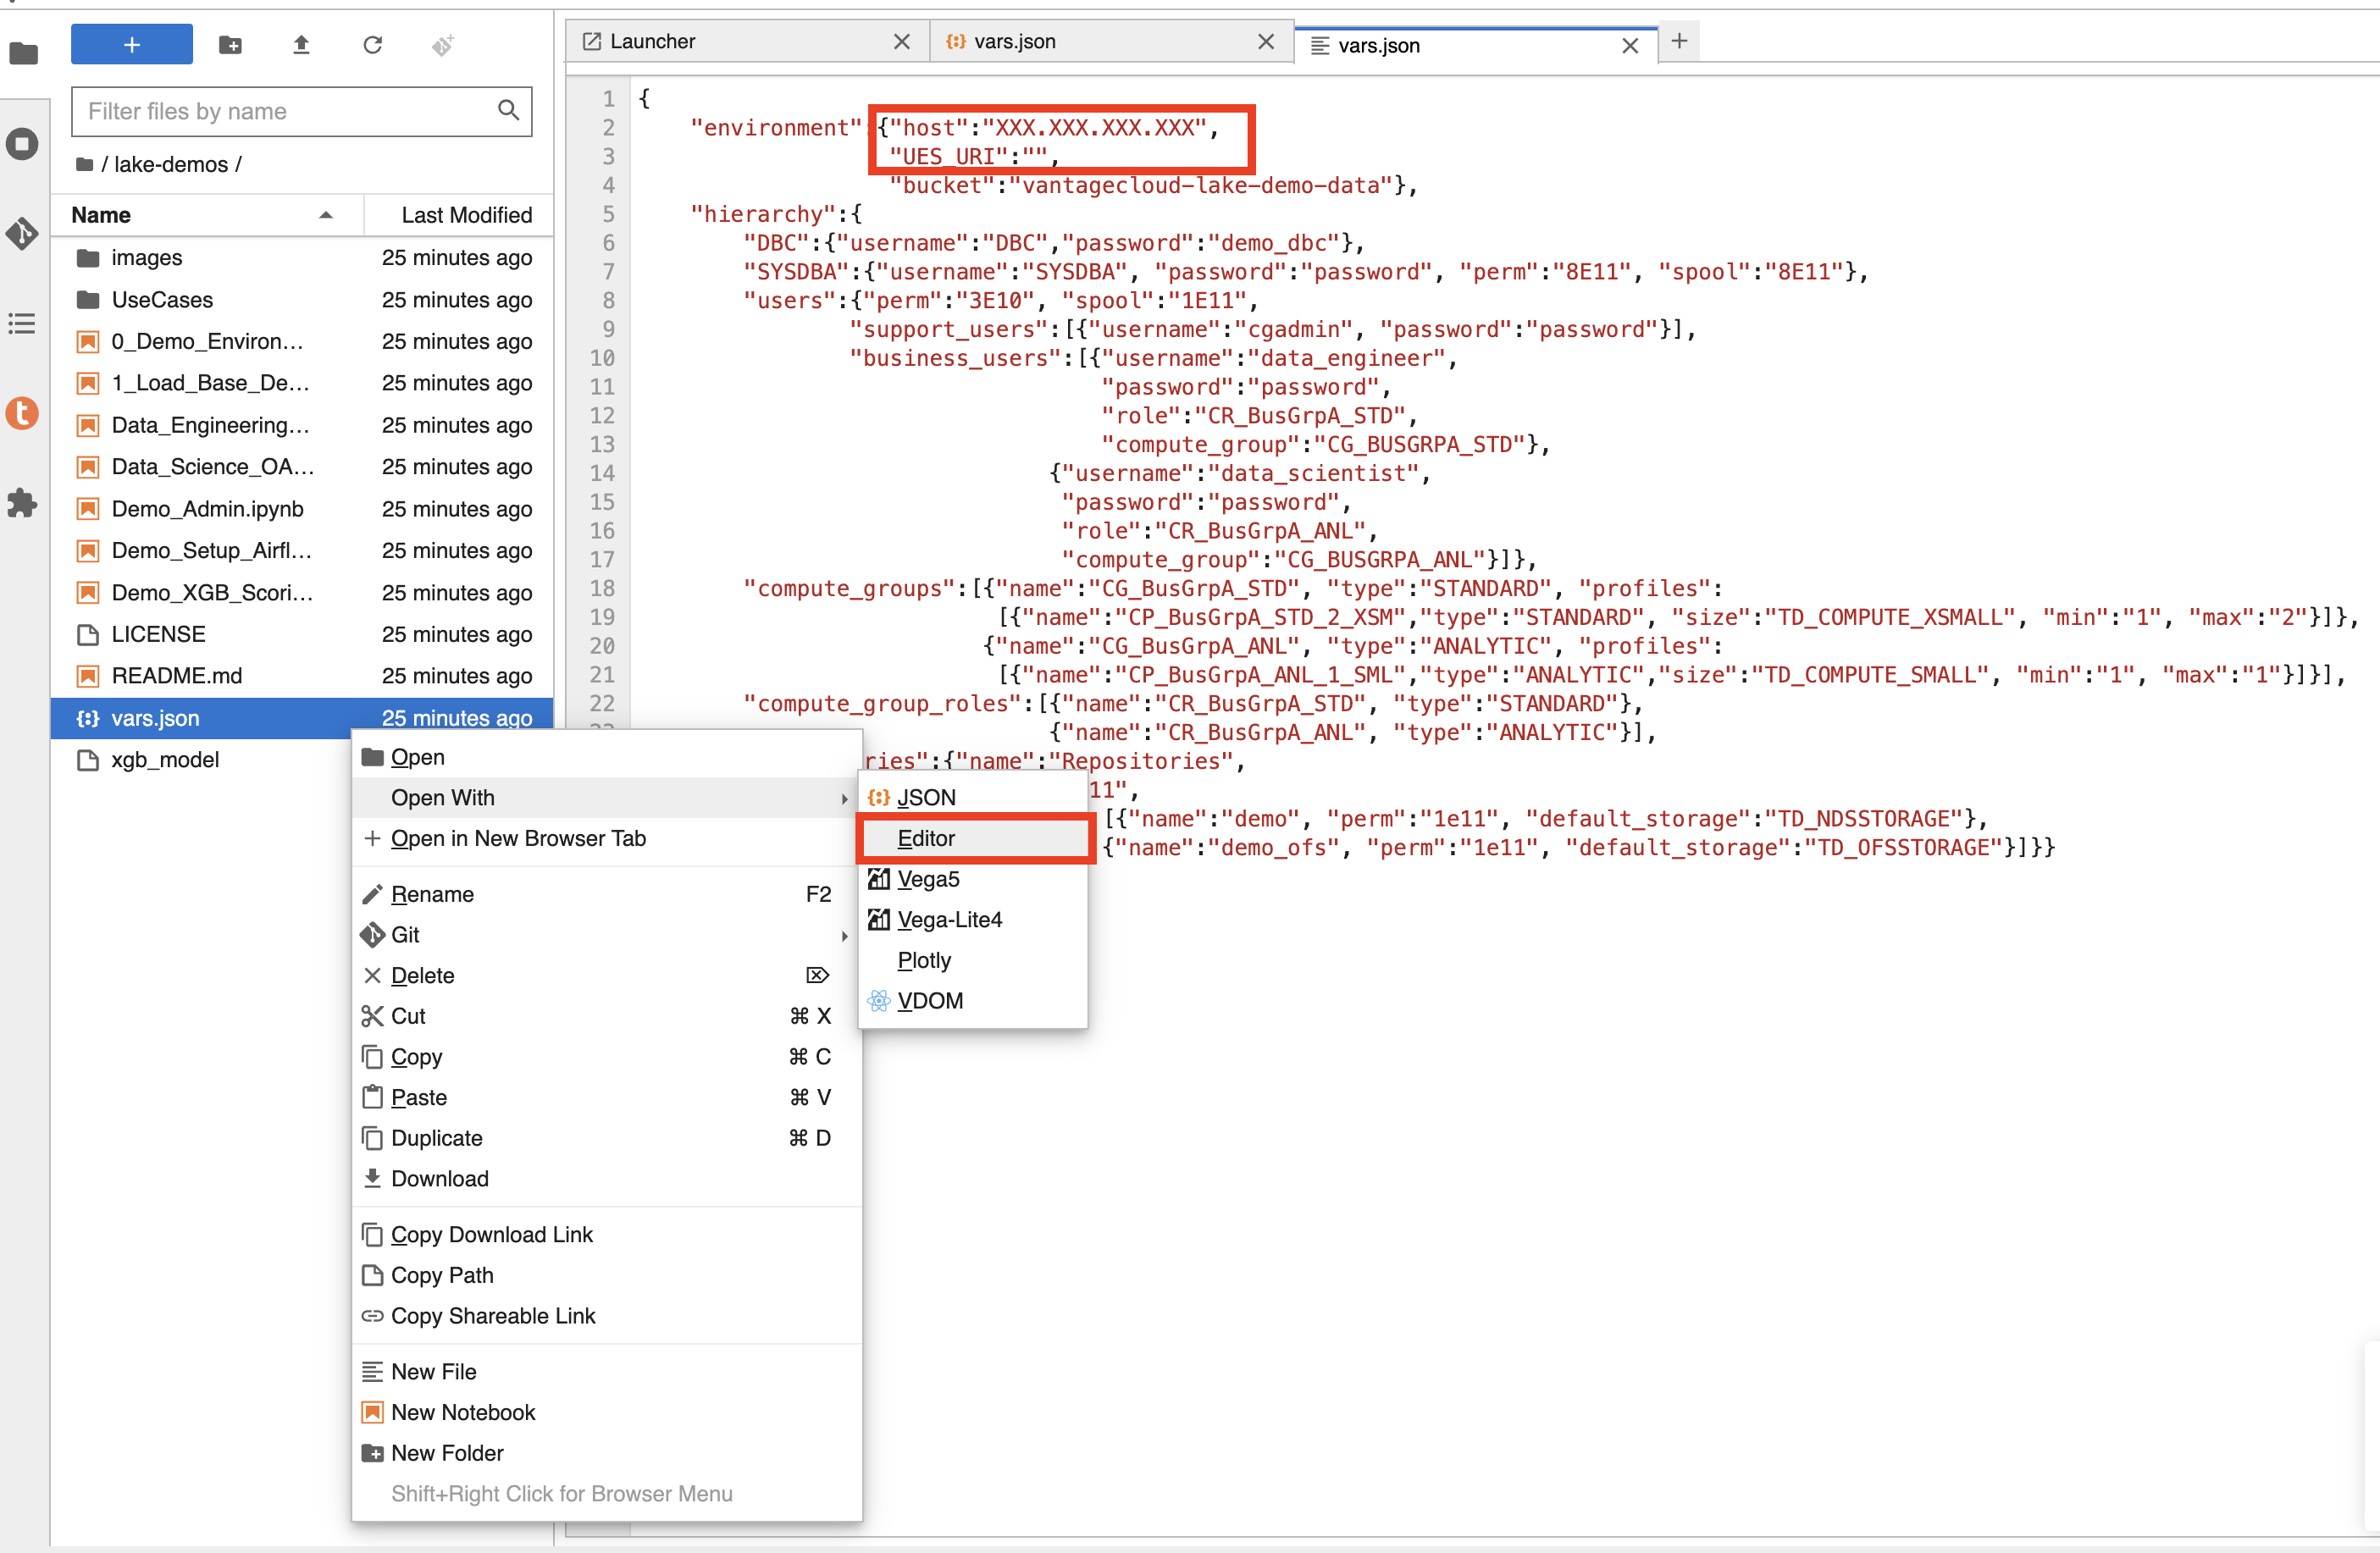 Launcher
vars.json
vars.json
Filter files by name
/ lake-demos /
Name
Last Modified
images 25 minutes ago
UseCases 25 minutes ago
0_Demo_Environ… 25 minutes ago
1_Load_Base_De… 25 minutes ago
Data_Engineering… 25 minutes ago
Data_Science_OA… 25 minutes ago
Demo_Admin.ipynb 25 minutes ago
Demo_Setup_Airfl… 25 minutes ago
Demo_XGB_Scori… 25 minutes ago
LICENSE 25 minutes ago
README.md 25 minutes ago
vars.json 25 minutes ago
xgb_model
1 {
2 "environment":{"host":"XXX.XXX.XXX.XXX",
3 "UES_URI":"",
4 "bucket":"vantagecloud-lake-demo-data"},
5 "hierarchy":{
6 "DBC":{"username":"DBC","password":"demo_dbc"},
7 "SYSDBA":{"username":"SYSDBA", "password":"password", "perm":"8E11", "spool":"8E11"},
8 "users":{"perm":"3E10", "spool":"1E11",
9 "support_users":[{"username":"cgadmin", "password":"password"}],
10 "business_users":[{"username":"data_engineer",
11 "password":"password",
12 "role":"CR_BusGrpA_STD",
13 "compute_group":"CG_BUSGRPA_STD"},
14 {"username":"data_scientist",
15 "password":"password",
16 "role":"CR_BusGrpA_ANL",
17 "compute_group":"CG_BUSGRPA_ANL"}]},
18 "compute_groups":[{"name":"CG_BusGrpA_STD", "type":"STANDARD", "profiles":
19 [{"name":"CP_BusGrpA_STD_2_XSM","type":"STANDARD", "size":"TD_COMPUTE_XSMALL", "min":"1", "max":"2"}]},
20 {"name":"CG_BusGrpA_ANL", "type":"ANALYTIC", "profiles":
21 [{"name":"CP_BusGrpA_ANL_1_SML","type":"ANALYTIC","size":"TD_COMPUTE_SMALL", "min":"1", "max":"1"}]}],
22 "compute_group_roles":[{"name":"CR_BusGrpA_STD", "type":"STANDARD"},
{"name":"CR_BusGrpA_ANL", "type":"ANALYTIC"}],
ries":{"name":"Repositories",
11",
[{"name":"demo", "perm":"1e11", "default_storage":"TD_NDSSTORAGE"},
{"name":"demo_ofs", "perm":"1e11", "default_storage":"TD_OFSSTORAGE"}]}}
Open
Open With
Open in New Browser Tab
Rename F2
Git
Delete
Cut ⌘ X
Copy ⌘ C
Paste ⌘ V
Duplicate ⌘ D
Download
Copy Download Link
Copy Path
Copy Shareable Link
New File
New Notebook
New Folder
Shift+Right Click for Browser Menu
JSON
Editor
Vega5
Vega-Lite4
Plotly
VDOM